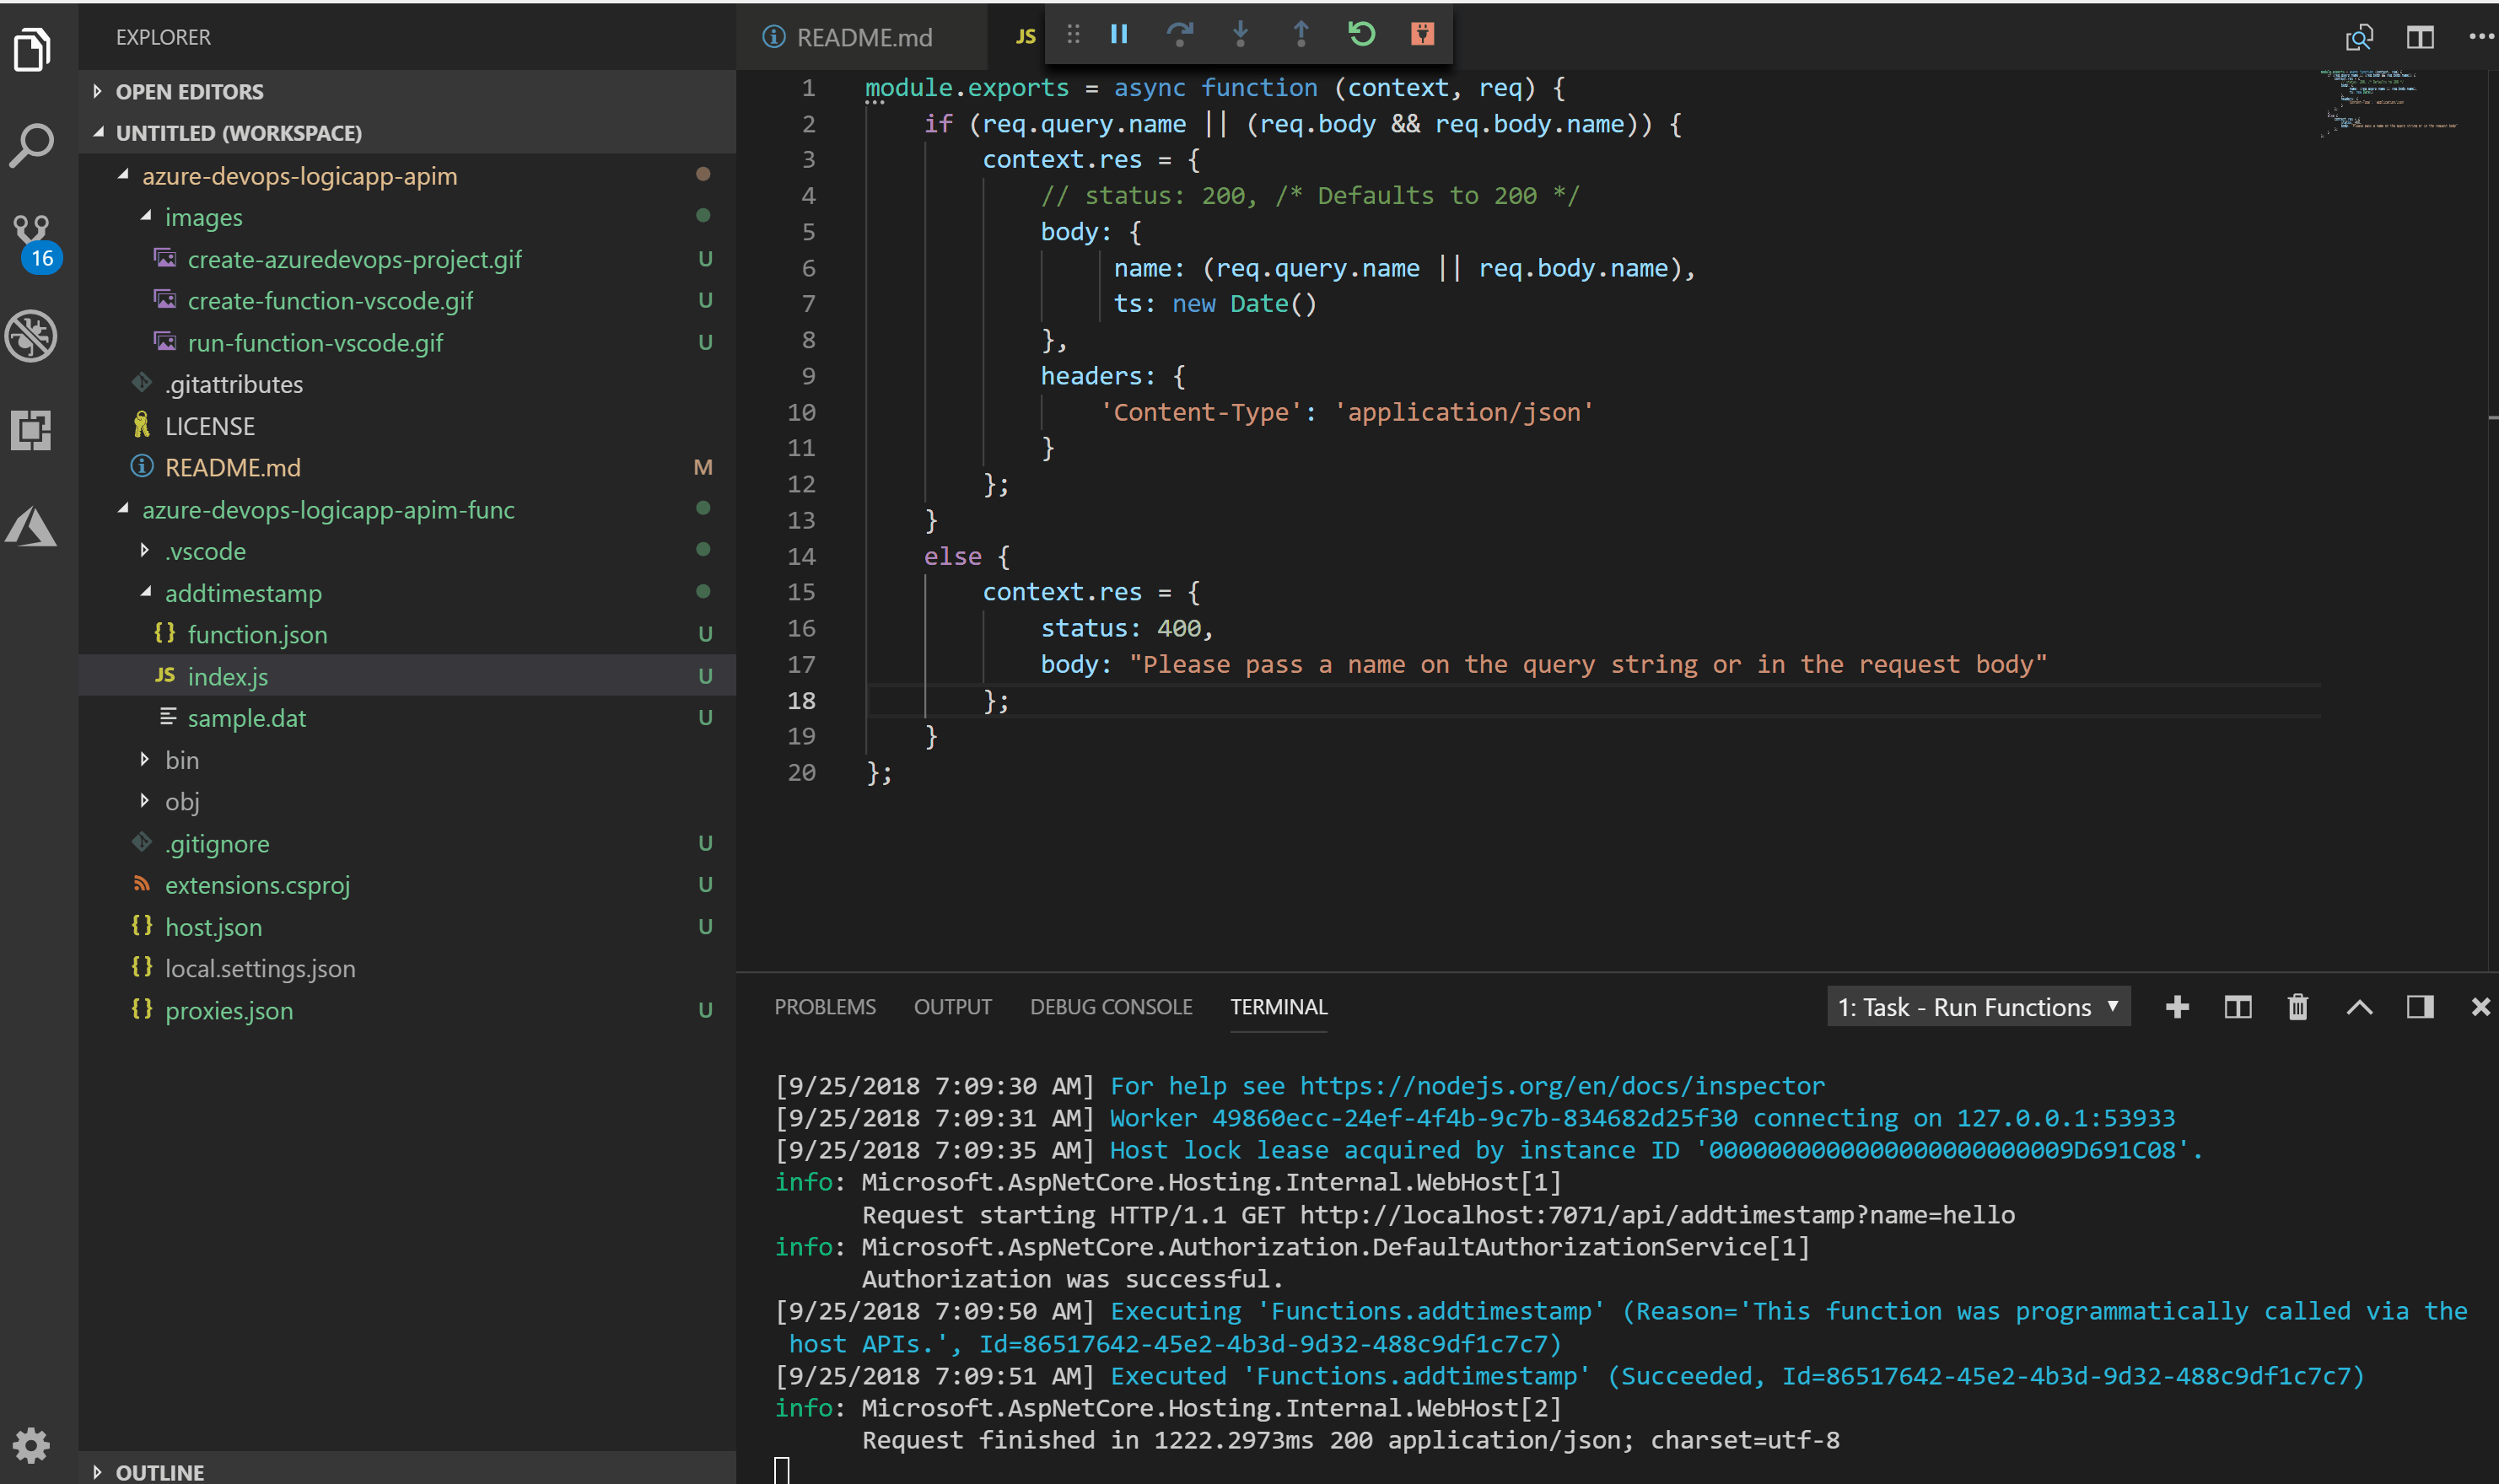 EXPLORER
OPEN EDITORS
UNTITLED (WORKSPACE)
azure-devops-logicapp-apim
images
create-azuredevops-project.gif U
create-function-vscode.gif U
run-function-vscode.gif U
.gitattributes
LICENSE
README.md M
azure-devops-logicapp-apim-func
.vscode
addtimestamp
{} function.json U
JS index.js U
sample.dat U
bin
obj
.gitignore U
extensions.csproj U
{} host.json U
{} local.settings.json
{} proxies.json U
OUTLINE
16
README.md
JS
1 module.exports = async function (context, req) {
2 if (req.query.name || (req.body && req.body.name)) {
3 context.res = {
4 // status: 200, /* Defaults to 200 */
5 body: {
6 name: (req.query.name || req.body.name),
7 ts: new Date()
8 },
9 headers: {
10 'Content-Type': 'application/json'
11 }
12 };
13 }
14 else {
15 context.res = {
16 status: 400,
17 body: "Please pass a name on the query string or in the request body"
18 };
19 }
20 };
PROBLEMS OUTPUT DEBUG CONSOLE TERMINAL 1: Task - Run Functions
[9/25/2018 7:09:30 AM] For help see https://nodejs.org/en/docs/inspector
[9/25/2018 7:09:31 AM] Worker 49860ecc-24ef-4f4b-9c7b-834682d25f30 connecting on 127.0.0.1:53933
[9/25/2018 7:09:35 AM] Host lock lease acquired by instance ID '0000000000000000000000009D691C08'.
info: Microsoft.AspNetCore.Hosting.Internal.WebHost[1]
Request starting HTTP/1.1 GET http://localhost:7071/api/addtimestamp?name=hello
info: Microsoft.AspNetCore.Authorization.DefaultAuthorizationService[1]
Authorization was successful.
[9/25/2018 7:09:50 AM] Executing 'Functions.addtimestamp' (Reason='This function was programmatically called via the
host APIs.', Id=86517642-45e2-4b3d-9d32-488c9df1c7c7)
[9/25/2018 7:09:51 AM] Executed 'Functions.addtimestamp' (Succeeded, Id=86517642-45e2-4b3d-9d32-488c9df1c7c7)
info: Microsoft.AspNetCore.Hosting.Internal.WebHost[2]
Request finished in 1222.2973ms 200 application/json; charset=utf-8